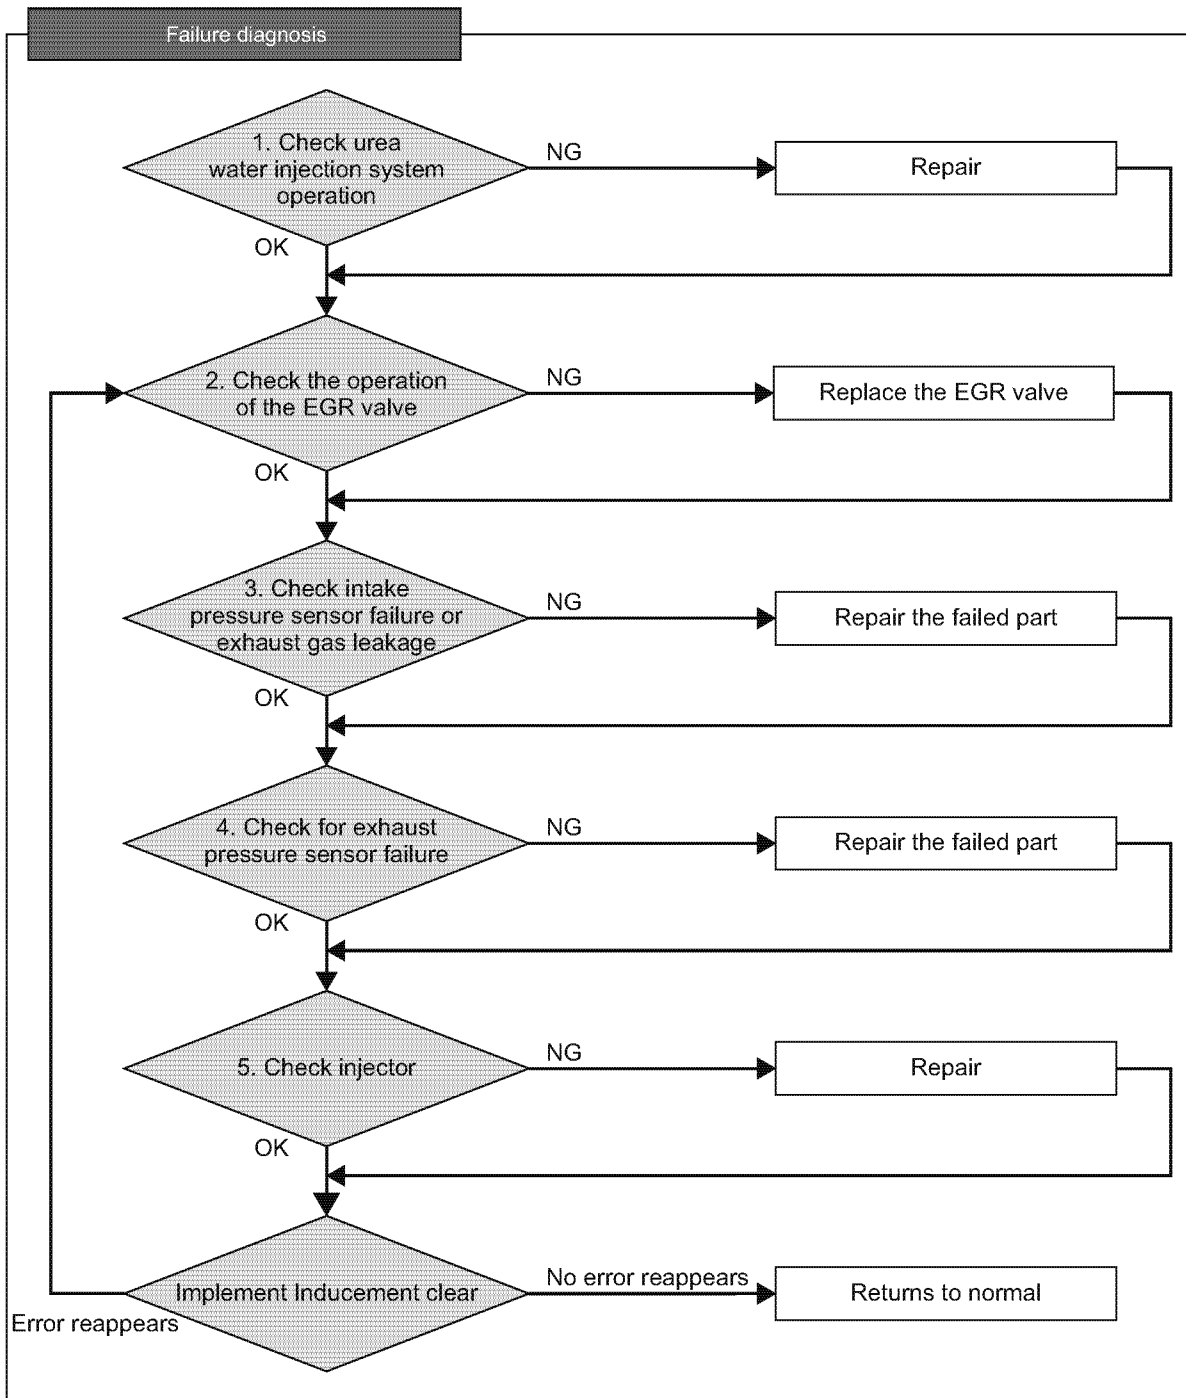 Failure diagnosis
1. Check urea
water injection system
operation
NG
Repair
OK
2. Check the operation
of the EGR valve
NG
Replace the EGR valve
OK
3. Check intake
pressure sensor failure or
exhaust gas leakage
NG
Repair the failed part
OK
4. Check for exhaust
pressure sensor failure
NG
Repair the failed part
OK
5. Check injector
NG
Repair
OK
Implement Inducement clear
No error reappears
Returns to normal
Error reappears